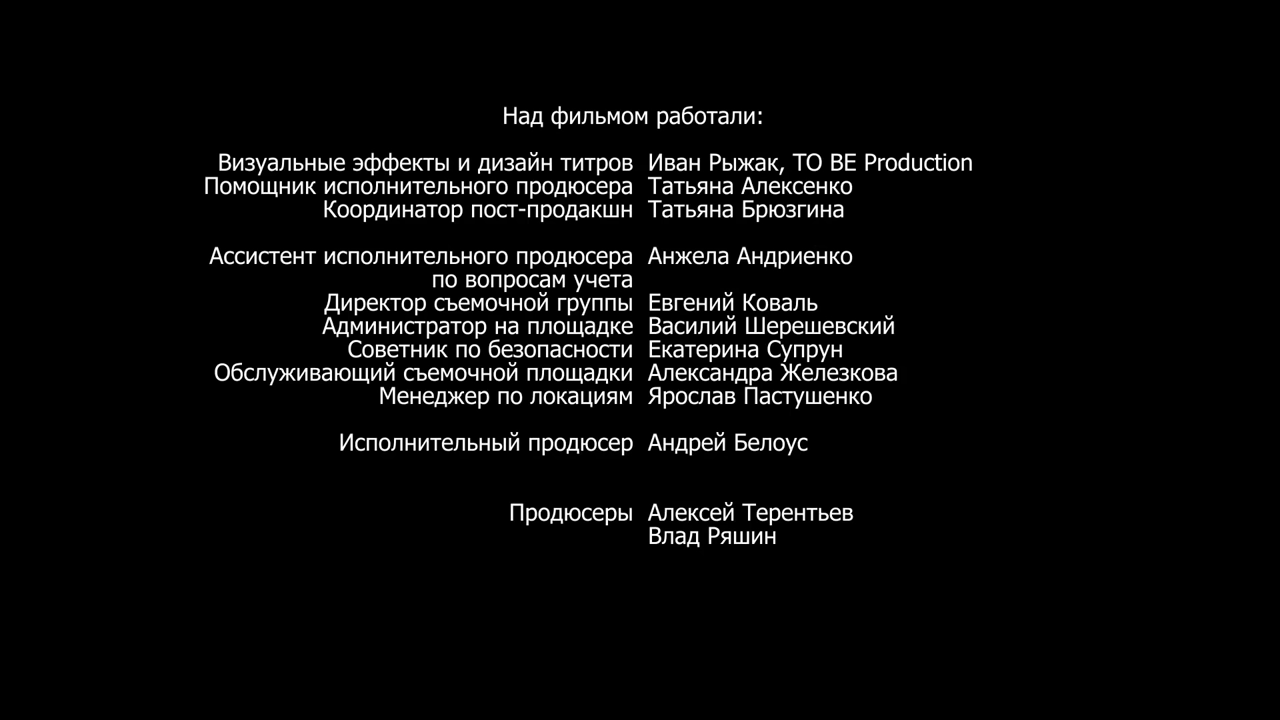 Над фильмом работали:
Визуальные эффекты и дизайн титров Иван Рыжак, TO BE Production
Помощник исполнительного продюсера Татьяна Алексенко
Координатор пост-продакшн Татьяна Брюзгина
Ассистент исполнительного продюсера Анжела Андриенко
по вопросам учета
Директор съемочной группы Евгений Коваль
Администратор на площадке Василий Шерешевский
Советник по безопасности Екатерина Супрун
Обслуживающий съемочной площадки Александра Железкова
Менеджер по локациям Ярослав Пастушенко
Исполнительный продюсер Андрей Белоус
Продюсеры Алексей Терентьев
Влад Ряшин